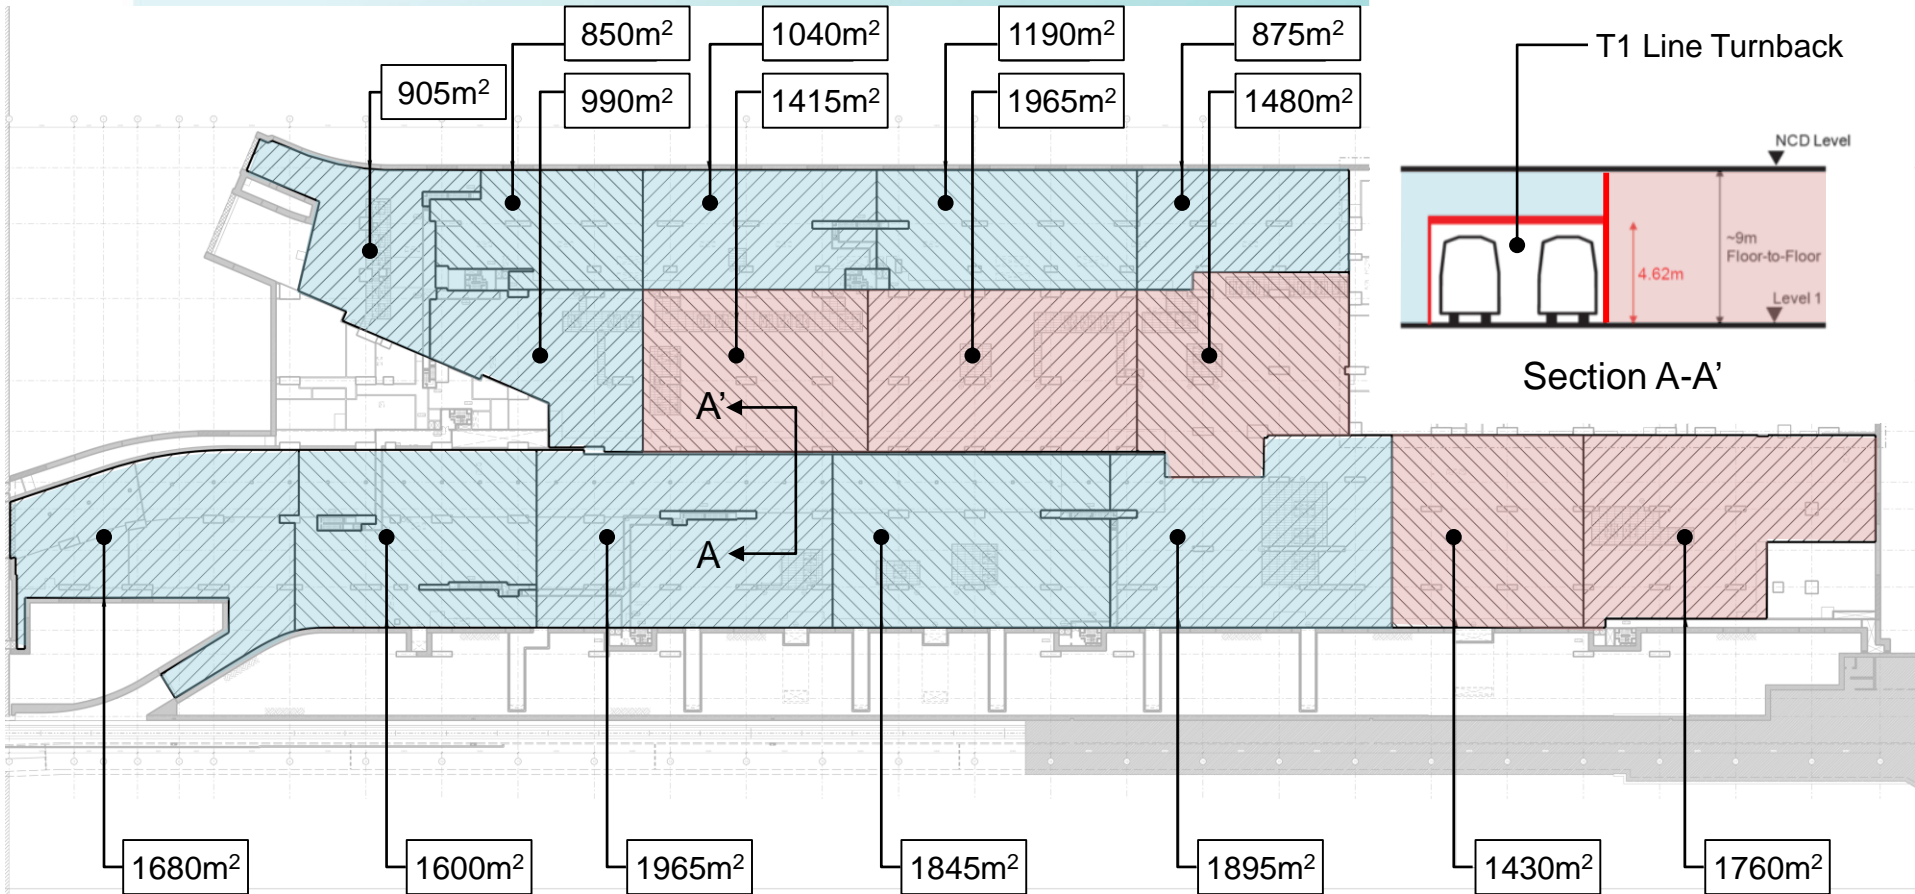 850m²
1040m²
1190m²
875m²
T1 Line Turnback
905m²
990m²
1415m²
1965m²
1480m²
NCD Level
~9m
Floor-to-Floor
4.62m
Level 1
Section A-A’
A’
A
1680m²
1600m²
1965m²
1845m²
1895m²
1430m²
1760m²